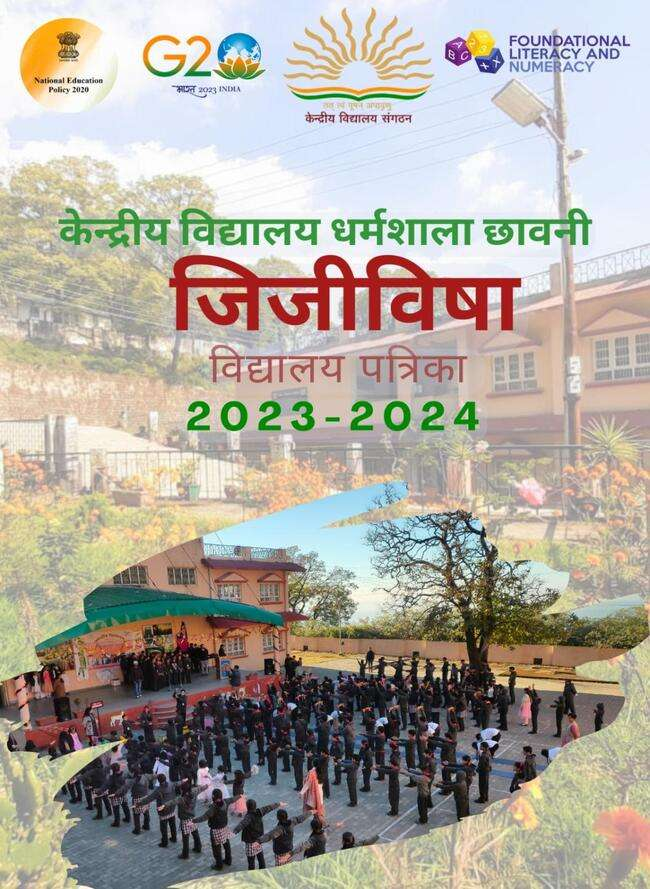 National Education
Policy 2020
G20
भारत 2023 INDIA
तत् त्वं पूषन् अपावृणु
केन्द्रीय विद्यालय संगठन
FOUNDATIONAL
LITERACY AND
NUMERACY
केन्द्रीय विद्यालय धर्मशाला छावनी
जिजीविषा
विद्यालय पत्रिका
2023-2024